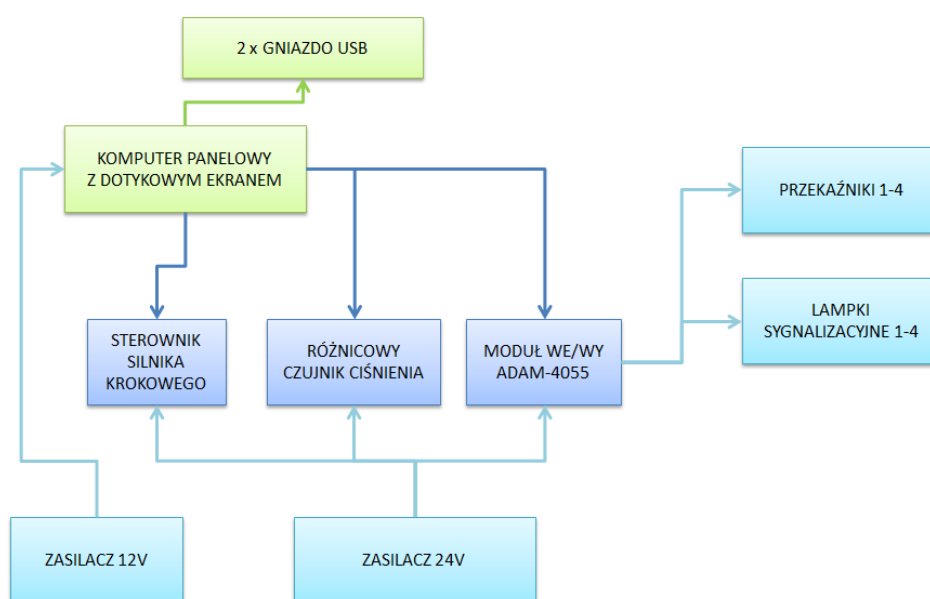 2 x GNIAZDO USB
KOMPUTER PANELOWY
Z DOTYKOWYM EKRANEM
PRZEKAŹNIKI 1-4
LAMPKI
SYGNALIZACYJNE 1-4
STEROWNIK
SILNIKA
KROKOWEGO
RÓŻNICOWY
CZUJNIK CIŚNIENIA
MODUŁ WE/WY
ADAM-4055
ZASILACZ 12V
ZASILACZ 24V